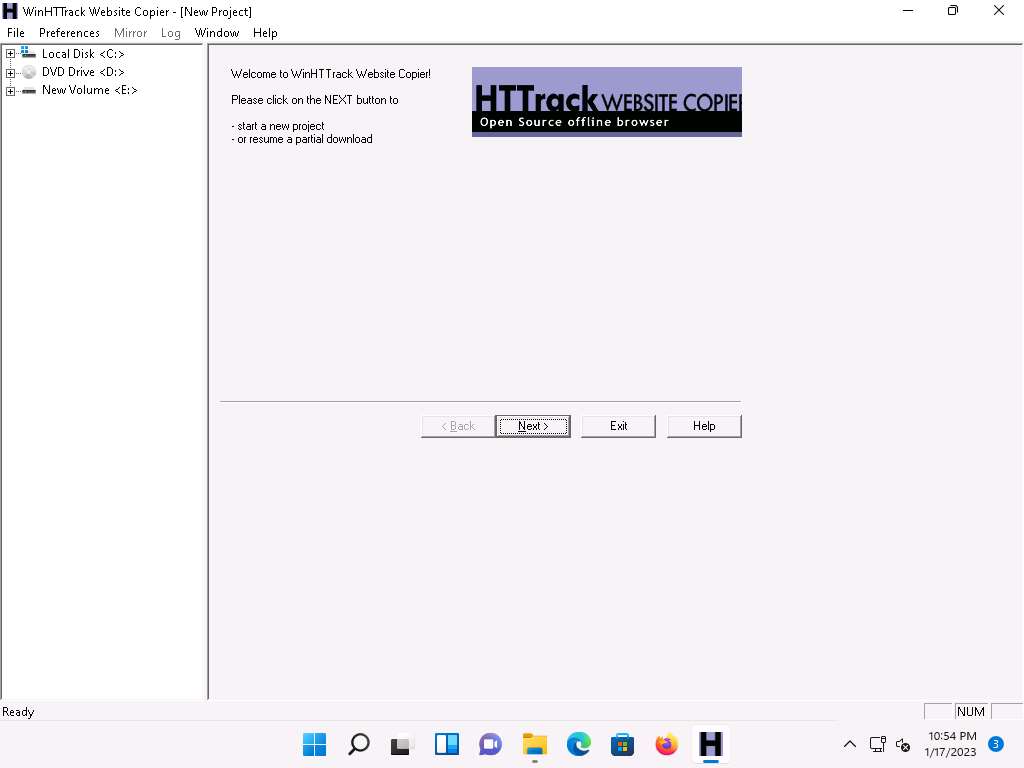 WinHTTrack Website Copier - [New Project]
File Preferences Mirror Log Window Help
Local Disk <C:>
DVD Drive <D:>
New Volume <E:>
Welcome to WinHTTrack Website Copier!
Please click on the NEXT button to
- start a new project
- or resume a partial download
HTTrack WEBSITE COPIER
Open Source offline browser
< Back Next > Exit Help
Ready
NUM
10:54 PM
1/17/2023
3